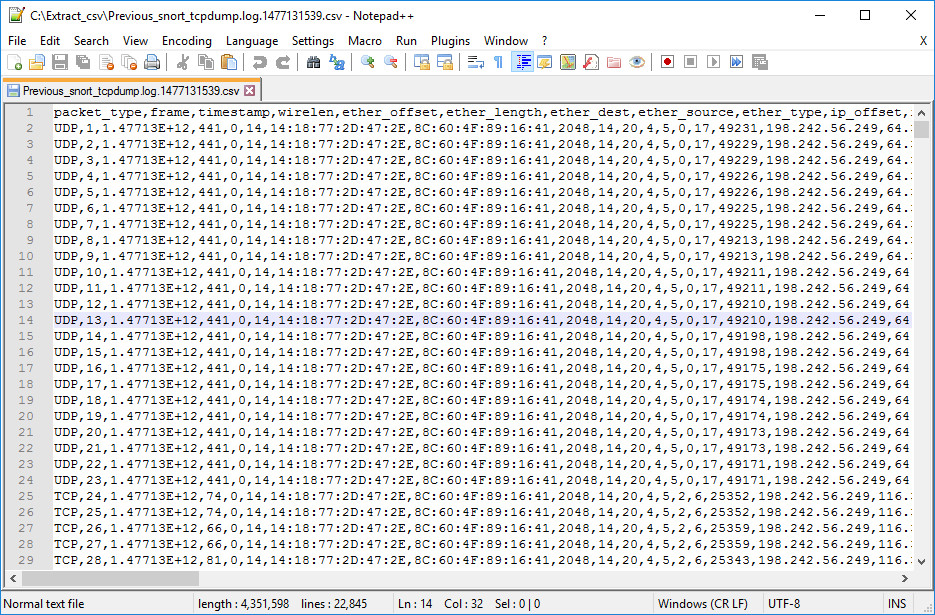 C:\Extract_csv\Previous_snort_tcpdump.log.1477131539.csv - Notepad++
File Edit Search View Encoding Language Settings Macro Run Plugins Window ? X
Previous_snort_tcpdump.log.1477131539.csv
1 packet_type,frame,timestamp,wirelen,ether_offset,ether_length,ether_dest,ether_source,ether_type,ip_offset,
2 UDP,1,1.47713E+12,441,0,14,14:18:77:2D:47:2E,8C:60:4F:89:16:41,2048,14,20,4,5,0,17,49231,198.242.56.249,64.
3 UDP,2,1.47713E+12,441,0,14,14:18:77:2D:47:2E,8C:60:4F:89:16:41,2048,14,20,4,5,0,17,49229,198.242.56.249,64.
4 UDP,3,1.47713E+12,441,0,14,14:18:77:2D:47:2E,8C:60:4F:89:16:41,2048,14,20,4,5,0,17,49229,198.242.56.249,64.
5 UDP,4,1.47713E+12,441,0,14,14:18:77:2D:47:2E,8C:60:4F:89:16:41,2048,14,20,4,5,0,17,49226,198.242.56.249,64.
6 UDP,5,1.47713E+12,441,0,14,14:18:77:2D:47:2E,8C:60:4F:89:16:41,2048,14,20,4,5,0,17,49226,198.242.56.249,64.
7 UDP,6,1.47713E+12,441,0,14,14:18:77:2D:47:2E,8C:60:4F:89:16:41,2048,14,20,4,5,0,17,49225,198.242.56.249,64.
8 UDP,7,1.47713E+12,441,0,14,14:18:77:2D:47:2E,8C:60:4F:89:16:41,2048,14,20,4,5,0,17,49225,198.242.56.249,64.
9 UDP,8,1.47713E+12,441,0,14,14:18:77:2D:47:2E,8C:60:4F:89:16:41,2048,14,20,4,5,0,17,49213,198.242.56.249,64.
10 UDP,9,1.47713E+12,441,0,14,14:18:77:2D:47:2E,8C:60:4F:89:16:41,2048,14,20,4,5,0,17,49213,198.242.56.249,64.
11 UDP,10,1.47713E+12,441,0,14,14:18:77:2D:47:2E,8C:60:4F:89:16:41,2048,14,20,4,5,0,17,49211,198.242.56.249,64
12 UDP,11,1.47713E+12,441,0,14,14:18:77:2D:47:2E,8C:60:4F:89:16:41,2048,14,20,4,5,0,17,49211,198.242.56.249,64
13 UDP,12,1.47713E+12,441,0,14,14:18:77:2D:47:2E,8C:60:4F:89:16:41,2048,14,20,4,5,0,17,49210,198.242.56.249,64
14 UDP,13,1.47713E+12,441,0,14,14:18:77:2D:47:2E,8C:60:4F:89:16:41,2048,14,20,4,5,0,17,49210,198.242.56.249,64
15 UDP,14,1.47713E+12,441,0,14,14:18:77:2D:47:2E,8C:60:4F:89:16:41,2048,14,20,4,5,0,17,49198,198.242.56.249,64
16 UDP,15,1.47713E+12,441,0,14,14:18:77:2D:47:2E,8C:60:4F:89:16:41,2048,14,20,4,5,0,17,49198,198.242.56.249,64
17 UDP,16,1.47713E+12,441,0,14,14:18:77:2D:47:2E,8C:60:4F:89:16:41,2048,14,20,4,5,0,17,49175,198.242.56.249,64
18 UDP,17,1.47713E+12,441,0,14,14:18:77:2D:47:2E,8C:60:4F:89:16:41,2048,14,20,4,5,0,17,49175,198.242.56.249,64
19 UDP,18,1.47713E+12,441,0,14,14:18:77:2D:47:2E,8C:60:4F:89:16:41,2048,14,20,4,5,0,17,49174,198.242.56.249,64
20 UDP,19,1.47713E+12,441,0,14,14:18:77:2D:47:2E,8C:60:4F:89:16:41,2048,14,20,4,5,0,17,49174,198.242.56.249,64
21 UDP,20,1.47713E+12,441,0,14,14:18:77:2D:47:2E,8C:60:4F:89:16:41,2048,14,20,4,5,0,17,49173,198.242.56.249,64
22 UDP,21,1.47713E+12,441,0,14,14:18:77:2D:47:2E,8C:60:4F:89:16:41,2048,14,20,4,5,0,17,49173,198.242.56.249,64
23 UDP,22,1.47713E+12,441,0,14,14:18:77:2D:47:2E,8C:60:4F:89:16:41,2048,14,20,4,5,0,17,49171,198.242.56.249,64
24 UDP,23,1.47713E+12,441,0,14,14:18:77:2D:47:2E,8C:60:4F:89:16:41,2048,14,20,4,5,0,17,49171,198.242.56.249,64
25 TCP,24,1.47713E+12,74,0,14,14:18:77:2D:47:2E,8C:60:4F:89:16:41,2048,14,20,4,5,2,6,25352,198.242.56.249,116.
26 TCP,25,1.47713E+12,74,0,14,14:18:77:2D:47:2E,8C:60:4F:89:16:41,2048,14,20,4,5,2,6,25352,198.242.56.249,116.
27 TCP,26,1.47713E+12,66,0,14,14:18:77:2D:47:2E,8C:60:4F:89:16:41,2048,14,20,4,5,2,6,25359,198.242.56.249,116.
28 TCP,27,1.47713E+12,66,0,14,14:18:77:2D:47:2E,8C:60:4F:89:16:41,2048,14,20,4,5,2,6,25359,198.242.56.249,116.
29 TCP,28,1.47713E+12,81,0,14,14:18:77:2D:47:2E,8C:60:4F:89:16:41,2048,14,20,4,5,2,6,25343,198.242.56.249,116.
Normal text file length : 4,351,598 lines : 22,845 Ln : 14 Col : 32 Sel : 0 | 0 Windows (CR LF) UTF-8 INS